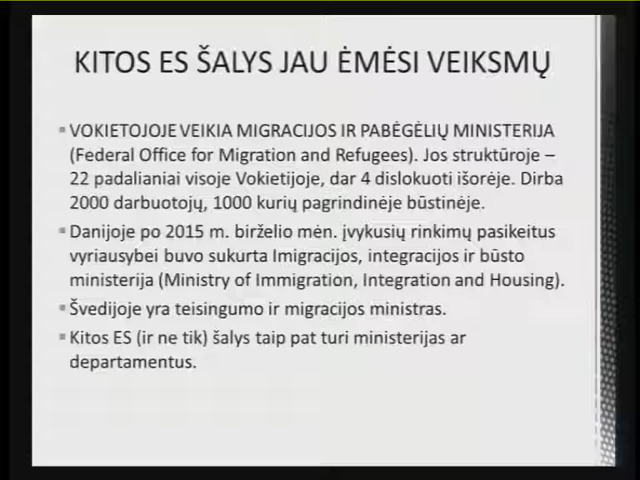 KITOS ES ŠALYS JAU ĖMĖSI VEIKSMŲ
VOKIETOJOJE VEIKIA MIGRACIJOS IR PABĖGĖLIŲ MINISTERIJA
(Federal Office for Migration and Refugees). Jos struktūroje –
22 padalianiai visoje Vokietijoje, dar 4 dislokuoti išorėje. Dirba
2000 darbuotojų, 1000 kurių pagrindinėje būstinėje.
Danijoje po 2015 m. birželio mėn. įvykusių rinkimų pasikeitus
vyriausybei buvo sukurta Imigracijos, integracijos ir būsto
ministerija (Ministry of Immigration, Integration and Housing).
Švedijoje yra teisingumo ir migracijos ministras.
Kitos ES (ir ne tik) šalys taip pat turi ministerijas ar
departamentus.